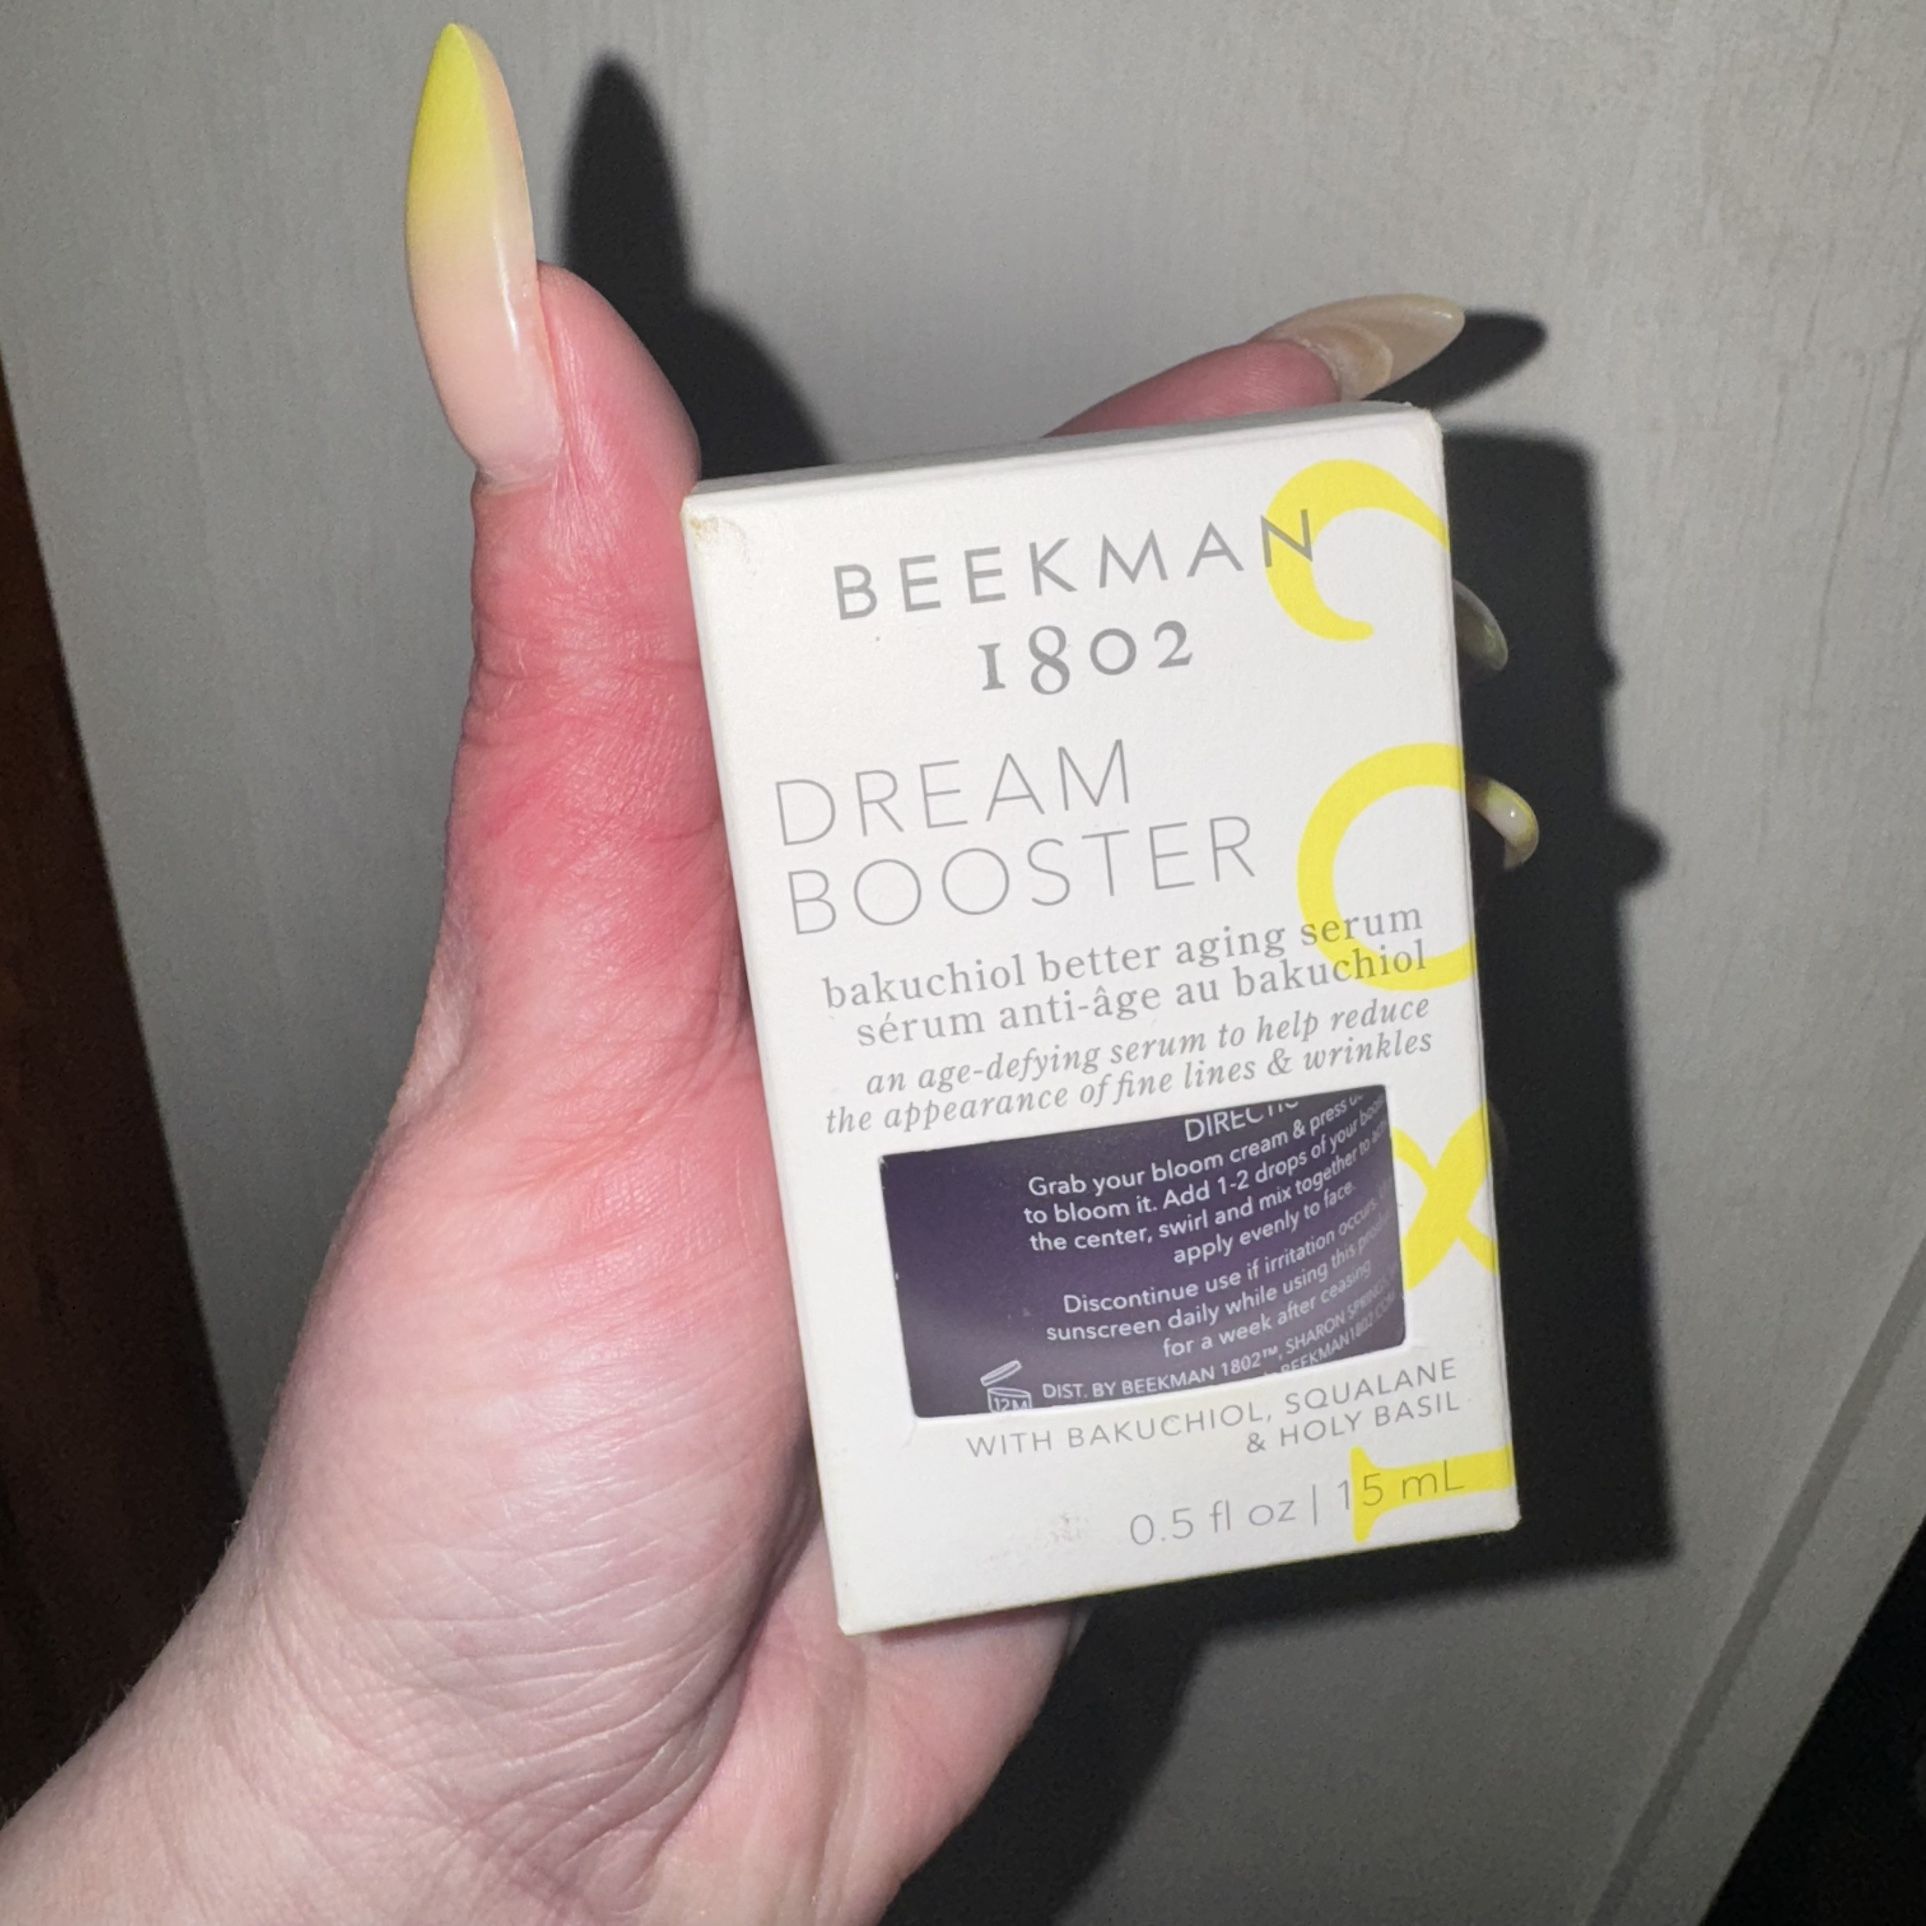 BEEKMAN
1802
DREAM
BOOSTER
bakuchiol better aging serum
sérum anti-âge au bakuchiol
an age-defying serum to help reduce
the appearance of fine lines & wrinkles
Grab your bloom cream & press
to bloom it. Add 1-2 drops of your
the center, swirl and mix together to
apply evenly to face.
Discontinue use if irritation occurs.
sunscreen daily while using this
for a week after ceasing
DIST. BY BEEKMAN 1802™, SHARON
BEEKMAN1802.COM
12M
WITH BAKUCHIOL, SQUALANE
& HOLY BASIL
0.5 fl oz | 15 mL